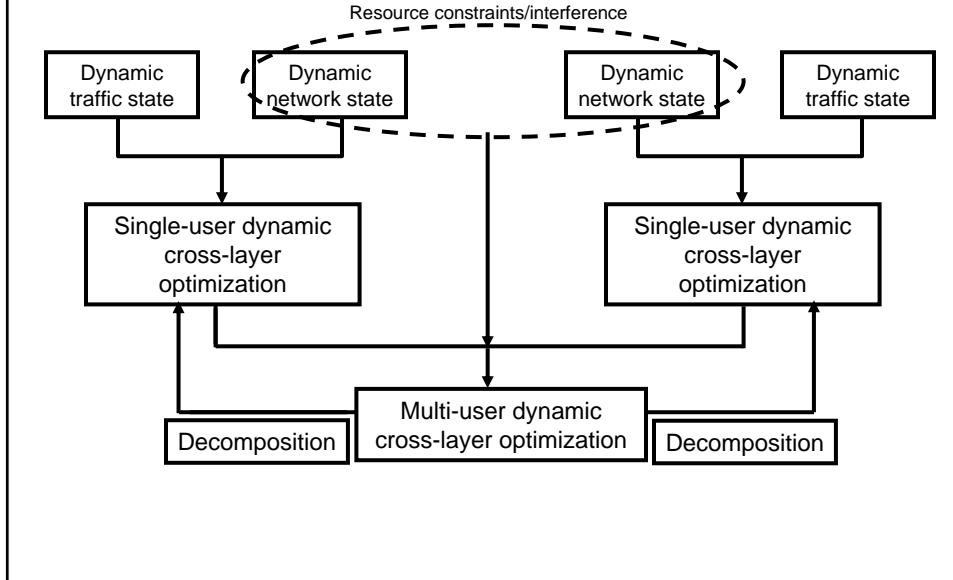 Resource constraints/interference
Dynamic
traffic state
Dynamic
network state
Dynamic
network state
Dynamic
traffic state
Single-user dynamic
cross-layer
optimization
Single-user dynamic
cross-layer
optimization
Multi-user dynamic
cross-layer optimization
Decomposition
Decomposition